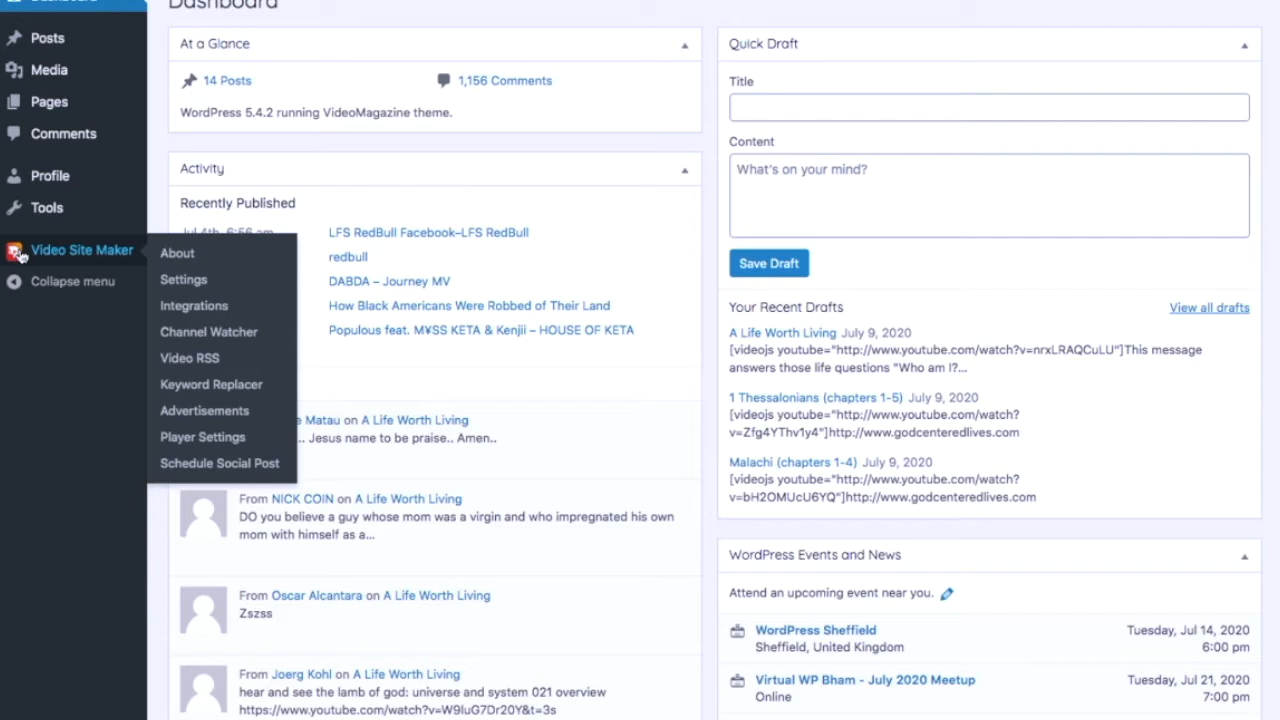 Dashboard
Dashboard
Posts
Media
Pages
Comments
Profile
Tools
Video Site Maker
Collapse menu
About
Settings
Integrations
Channel Watcher
Video RSS
Keyword Replacer
Advertisements
Player Settings
Schedule Social Post
At a Glance
14 Posts
1,156 Comments
WordPress 5.4.2 running VideoMagazine theme.
Activity
Recently Published
Jul 4th, 6:56 am
LFS RedBull Facebook–LFS RedBull
redbull
DABDA – Journey MV
How Black Americans Were Robbed of Their Land
Populous feat. M¥SS KETA & Kenjii – HOUSE OF KETA
Matau on A Life Worth Living
.. Jesus name to be praise.. Amen..
From NICK COIN on A Life Worth Living
DO you believe a guy whose mom was a virgin and who impregnated his own
mom with himself as a...
From Oscar Alcantara on A Life Worth Living
Zszss
From Joerg Kohl on A Life Worth Living
hear and see the lamb of god: universe and system 021 overview
https://www.youtube.com/watch?v=W9luG7Dr20Y&t=3s
Quick Draft
Title
Content
What's on your mind?
Save Draft
Your Recent Drafts
View all drafts
A Life Worth Living July 9, 2020
[videojs youtube="http://www.youtube.com/watch?v=nrxLRAQCuLU"]This message
answers those life questions "Who am I?...
1 Thessalonians (chapters 1-5) July 9, 2020
[videojs youtube="http://www.youtube.com/watch?
v=Zfg4YThv1y4"]http://www.godcenteredlives.com
Malachi (chapters 1-4) July 9, 2020
[videojs youtube="http://www.youtube.com/watch?
v=bH2OMUcU6YQ"]http://www.godcenteredlives.com
WordPress Events and News
Attend an upcoming event near you.
WordPress Sheffield
Tuesday, Jul 14, 2020
Sheffield, United Kingdom
6:00 pm
Virtual WP Bham - July 2020 Meetup
Tuesday, Jul 21, 2020
Online
7:00 pm